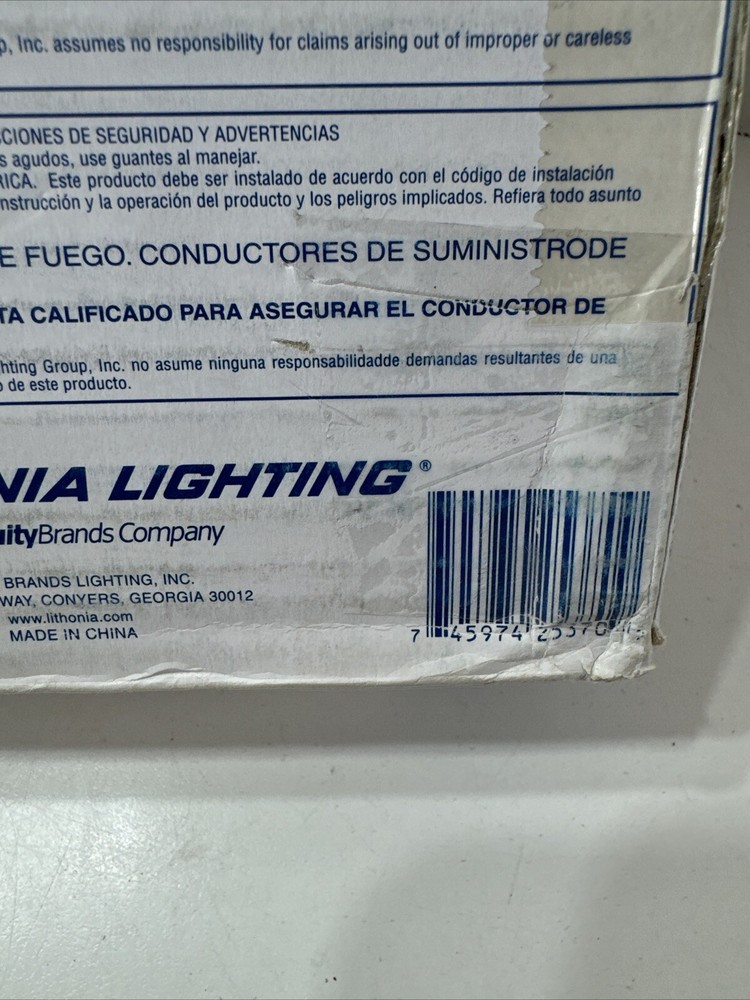 p, Inc. assumes no responsibility for claims arising out of improper or careless
CCIONES DE SEGURIDAD Y ADVERTENCIAS
s agudos, use guantes al manejar.
RICA. Este producto debe ser instalado de acuerdo con el código de instalación
nstrucción y la operación del producto y los peligros implicados. Refiera todo asunto
E FUEGO. CONDUCTORES DE SUMINISTRODE
TA CALIFICADO PARA ASEGURAR EL CONDUCTOR DE
hting Group, Inc. no asume ninguna responsabilidadde demandas resultantes de una
o de este producto.
NIA LIGHTING®
uityBrands Company
BRANDS LIGHTING, INC.
WAY, CONYERS, GEORGIA 30012
www.lithonia.com
MADE IN CHINA
7 45974